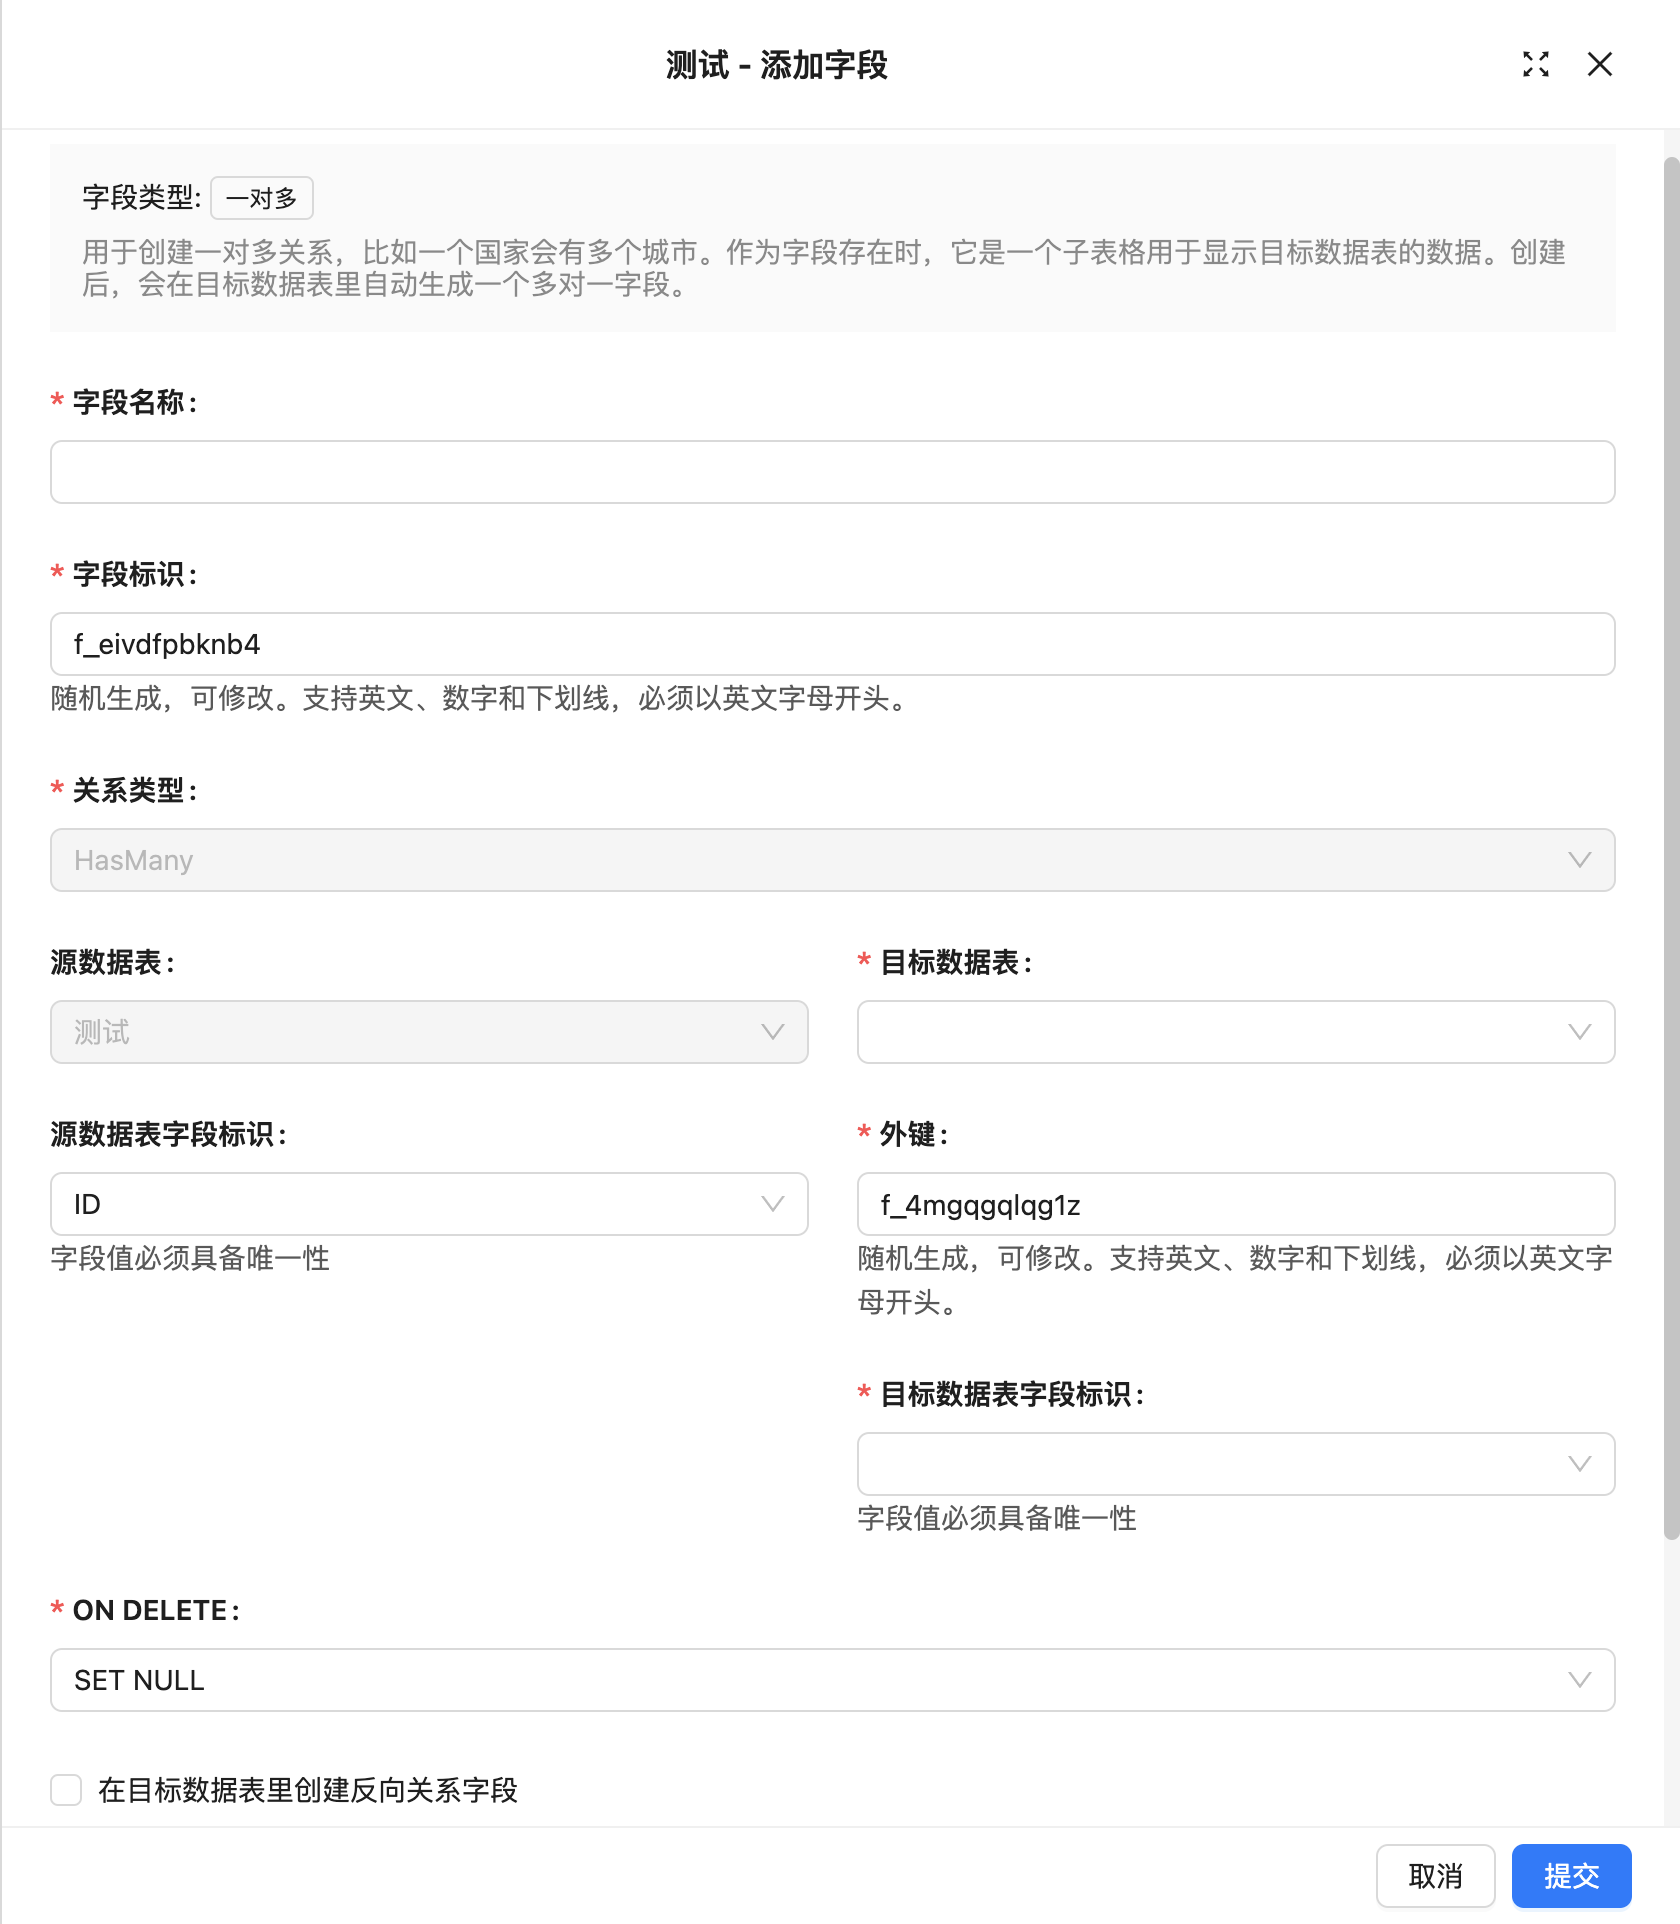 测试 - 添加字段
字段类型: 一对多
用于创建一对多关系，比如一个国家会有多个城市。作为字段存在时，它是一个子表格用于显示目标数据表的数据。创建
后，会在目标数据表里自动生成一个多对一字段。
* 字段名称:
* 字段标识:
f_eivdfpbknb4
随机生成，可修改。支持英文、数字和下划线，必须以英文字母开头。
* 关系类型:
HasMany
源数据表:
测试
* 目标数据表:
源数据表字段标识:
ID
字段值必须具备唯一性
* 外键:
f_4mgqgqlqg1z
随机生成，可修改。支持英文、数字和下划线，必须以英文字
母开头。
* 目标数据表字段标识:
字段值必须具备唯一性
* ON DELETE:
SET NULL
在目标数据表里创建反向关系字段
取消
提交